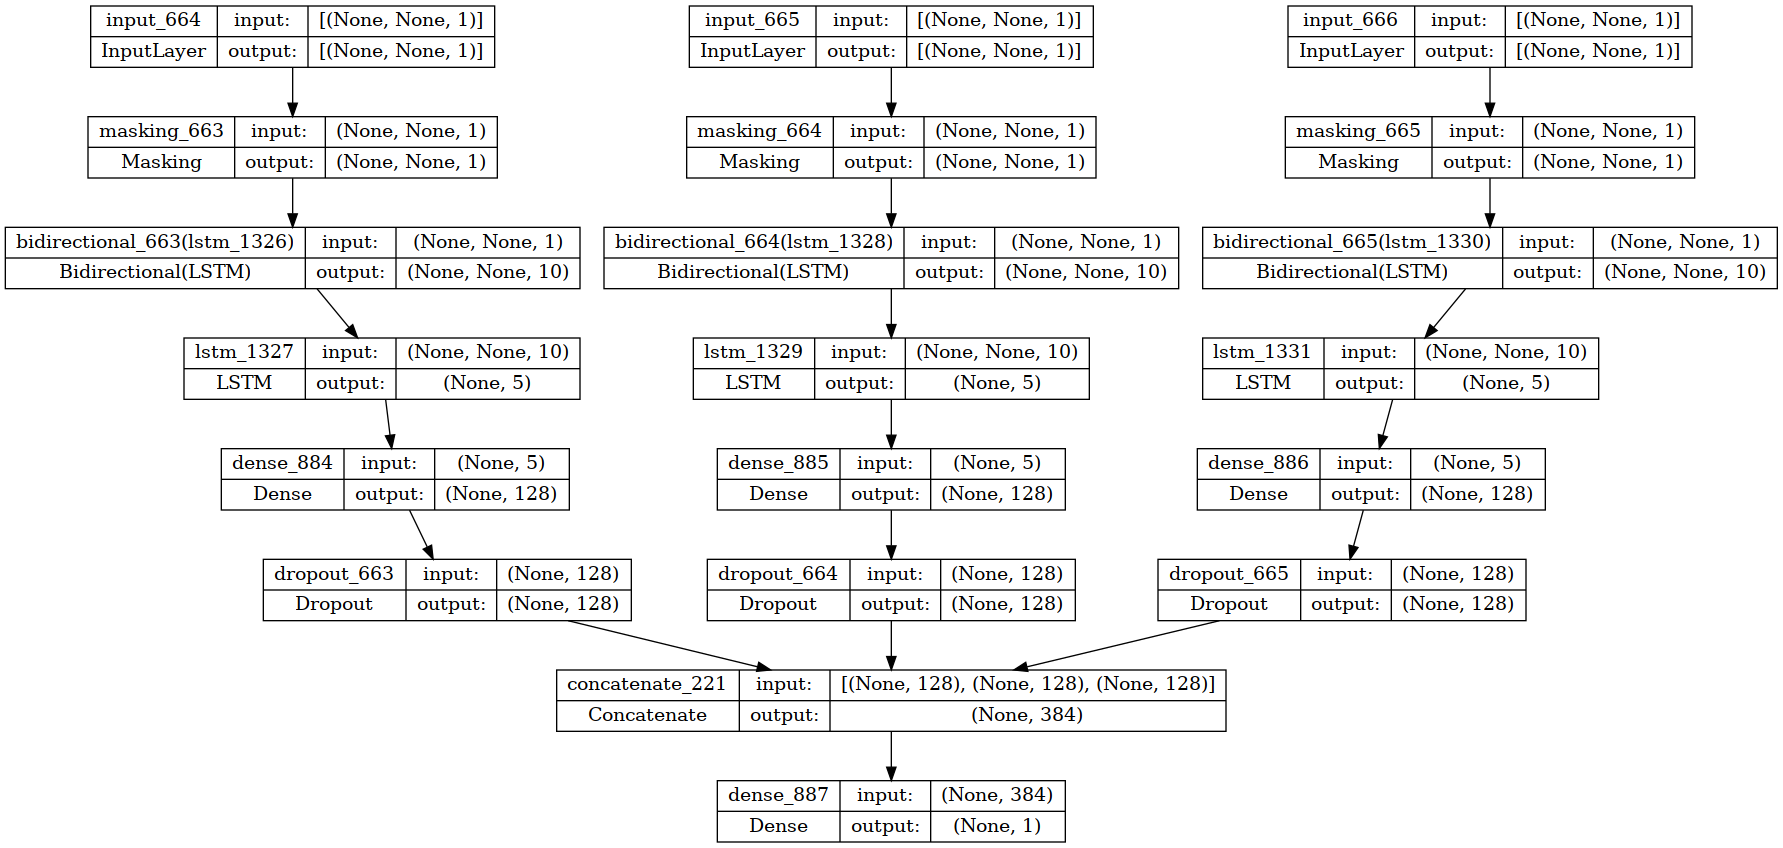 input_664 input: [(None, None, 1)]
InputLayer output: [(None, None, 1)]
input_665 input: [(None, None, 1)]
InputLayer output: [(None, None, 1)]
input_666 input: [(None, None, 1)]
InputLayer output: [(None, None, 1)]
masking_663 input: (None, None, 1)
Masking output: (None, None, 1)
masking_664 input: (None, None, 1)
Masking output: (None, None, 1)
masking_665 input: (None, None, 1)
Masking output: (None, None, 1)
bidirectional_663(lstm_1326) input: (None, None, 1)
Bidirectional(LSTM) output: (None, None, 10)
bidirectional_664(lstm_1328) input: (None, None, 1)
Bidirectional(LSTM) output: (None, None, 10)
bidirectional_665(lstm_1330) input: (None, None, 1)
Bidirectional(LSTM) output: (None, None, 10)
lstm_1327 input: (None, None, 10)
LSTM output: (None, 5)
lstm_1329 input: (None, None, 10)
LSTM output: (None, 5)
lstm_1331 input: (None, None, 10)
LSTM output: (None, 5)
dense_884 input: (None, 5)
Dense output: (None, 128)
dense_885 input: (None, 5)
Dense output: (None, 128)
dense_886 input: (None, 5)
Dense output: (None, 128)
dropout_663 input: (None, 128)
Dropout output: (None, 128)
dropout_664 input: (None, 128)
Dropout output: (None, 128)
dropout_665 input: (None, 128)
Dropout output: (None, 128)
concatenate_221 input: [(None, 128), (None, 128), (None, 128)]
Concatenate output: (None, 384)
dense_887 input: (None, 384)
Dense output: (None, 1)